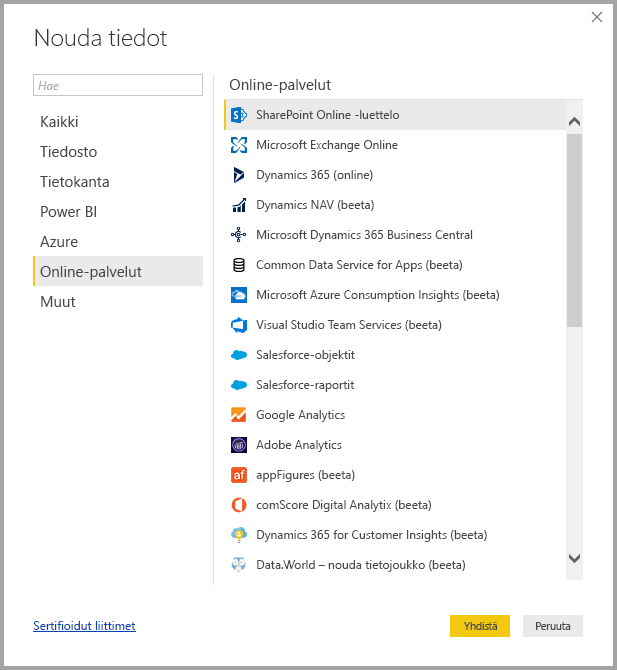 Nouda tiedot
Hae
Kaikki
Tiedosto
Tietokanta
Power BI
Azure
Online-palvelut
Muut
Online-palvelut
SharePoint Online -luettelo
Microsoft Exchange Online
Dynamics 365 (online)
Dynamics NAV (beeta)
Microsoft Dynamics 365 Business Central
Common Data Service for Apps (beeta)
Microsoft Azure Consumption Insights (beeta)
Visual Studio Team Services (beeta)
Salesforce-objektit
Salesforce-raportit
Google Analytics
Adobe Analytics
appFigures (beeta)
comScore Digital Analytix (beeta)
Dynamics 365 for Customer Insights (beeta)
Data.World – nouda tietojoukko (beeta)
Sertifioidut liittimet
Yhdistä
Peruuta